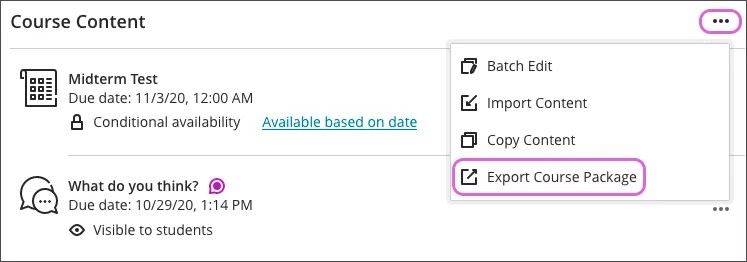 Course Content
Batch Edit
Import Content
Copy Content
Export Course Package
Midterm Test
Due date: 11/3/20, 12:00 AM
Conditional availability Available based on date
What do you think?
Due date: 10/29/20, 1:14 PM
Visible to students